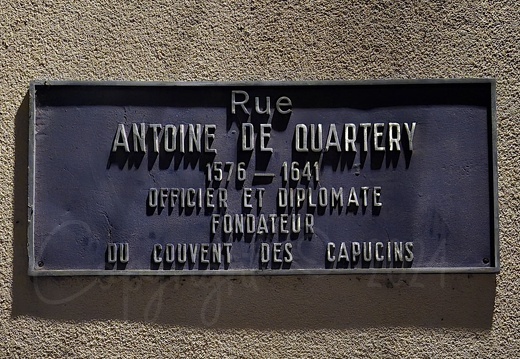 Rue
ANTOINE DE QUARTERY
1576 — 1641
OFFICIER ET DIPLOMATE
FONDATEUR
DU COUVENT DES CAPUCINS